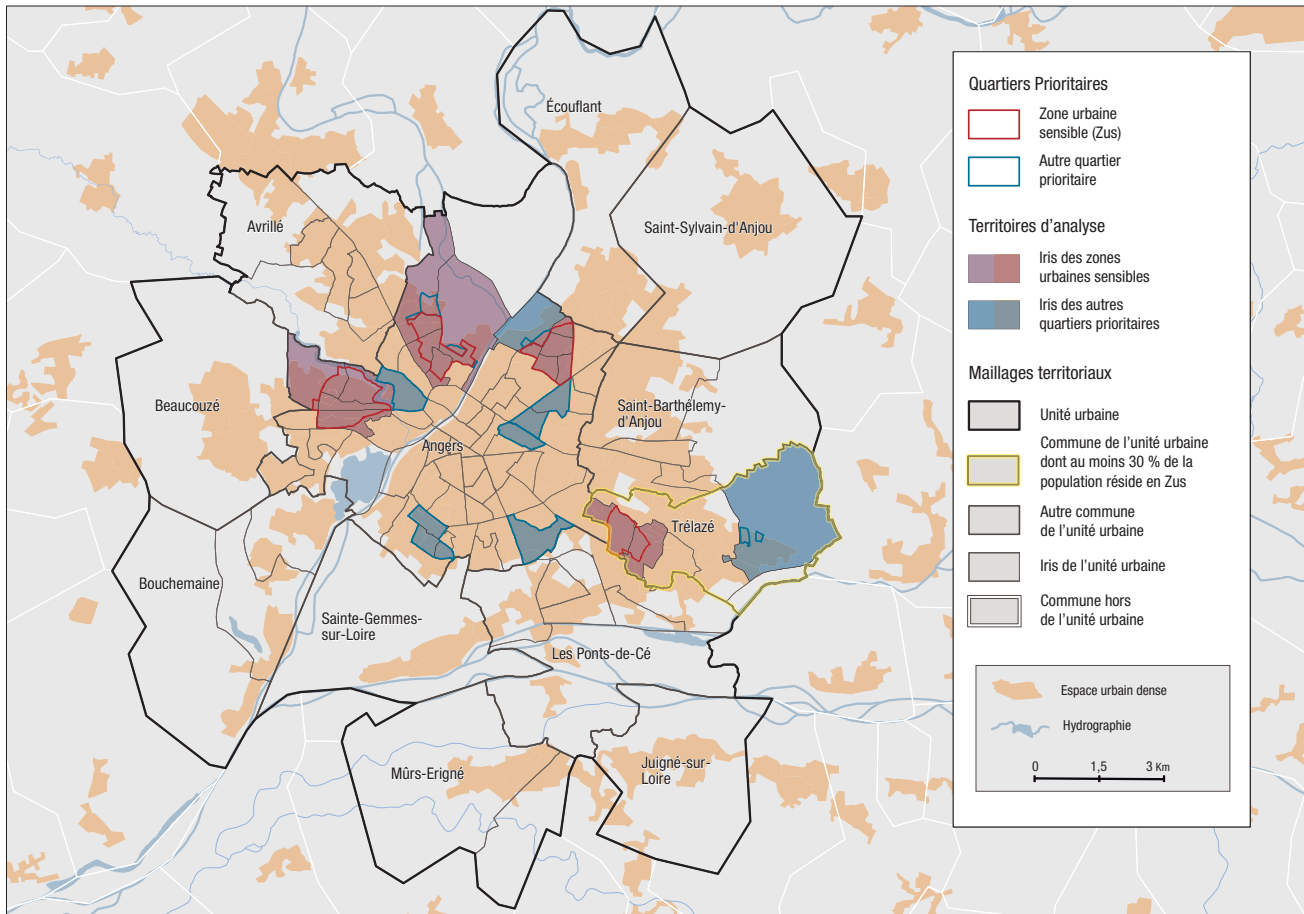 Écouflant
Saint-Sylvain-d'Anjou
Avrillé
Beaucouzé
Saint-Barthélemy-
d'Anjou
Angers
Trélazé
Bouchemaine
Sainte-Gemmes-
sur-Loire
Les Ponts-de-Cé
Mûrs-Erigné
Juigné-sur-
Loire
Quartiers Prioritaires
Zone urbaine
sensible (Zus)
Autre quartier
prioritaire
Territoires d'analyse
Iris des zones
urbaines sensibles
Iris des autres
quartiers prioritaires
Maillages territoriaux
Unité urbaine
Commune de l'unité urbaine
dont au moins 30 % de la
population réside en Zus
Autre commune
de l'unité urbaine
Iris de l'unité urbaine
Commune hors
de l'unité urbaine
Espace urbain dense
Hydrographie
0 1,5 3 Km